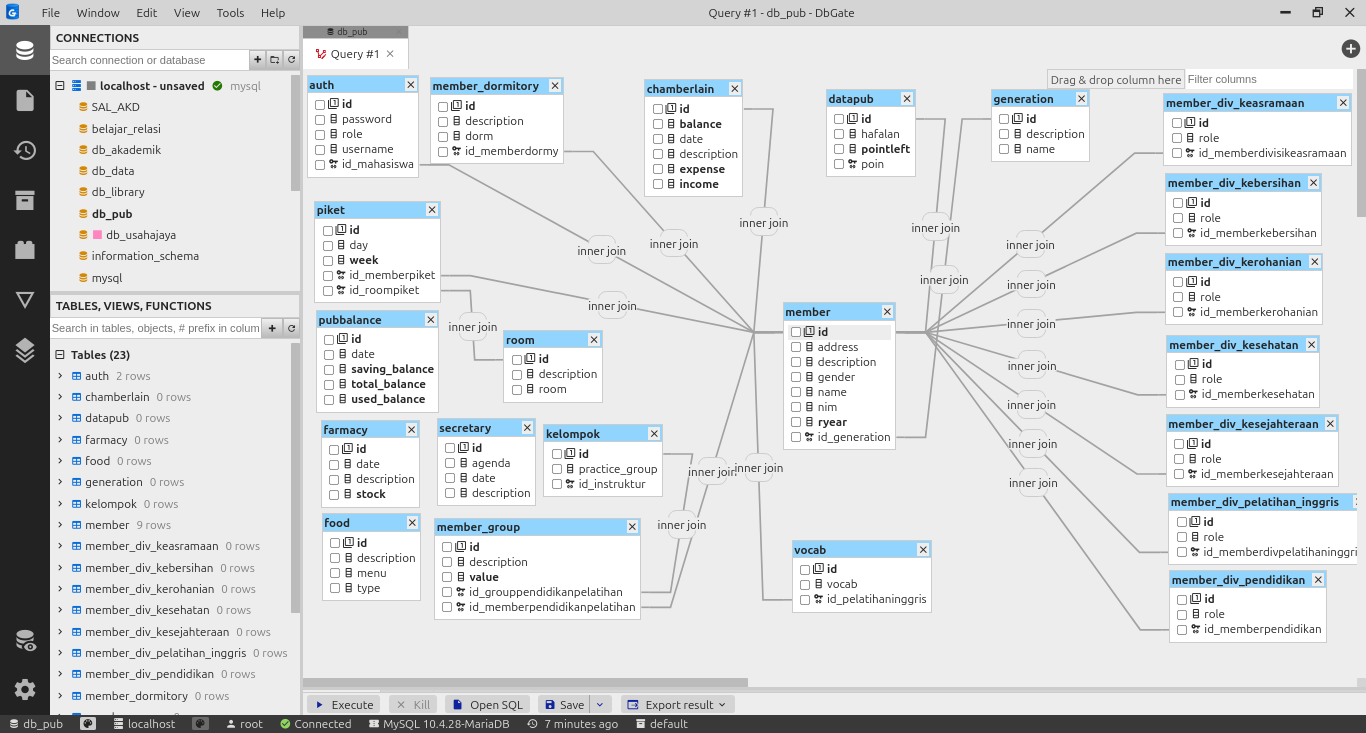 File Window Edit View Tools Help
Query #1 - db_pub - DbGate
CONNECTIONS
Search connection or database
localhost - unsaved mysql
SAL_AKD
belajar_relasi
db_akademik
db_data
db_library
db_pub
db_usahajaya
information_schema
mysql
TABLES, VIEWS, FUNCTIONS
Search in tables, objects, # prefix in colum
Tables (23)
auth 2 rows
chamberlain 0 rows
datapub 0 rows
farmacy 0 rows
food 0 rows
generation 0 rows
kelompok 0 rows
member 9 rows
member_div_keasramaan 0 rows
member_div_kebersihan 0 rows
member_div_kerohanian 0 rows
member_div_kesehatan 0 rows
member_div_kesejahteraan 0 rows
member_div_pelatihan_inggris 0 rows
member_div_pendidikan 0 rows
member_dormitory 0 rows
db_pub
Query #1
Drag & drop column here
Filter columns
auth
id
password
role
username
id_mahasiswa
member_dormitory
id
description
dorm
id_memberdormy
chamberlain
id
balance
date
description
expense
income
datapub
id
hafalan
pointleft
poin
generation
id
description
name
member_div_keasramaan
id
role
id_memberdivisikeasramaan
member_div_kebersihan
id
role
id_memberkebersihan
piket
id
day
week
id_memberpiket
id_roompiket
inner join
inner join
inner join
inner join
inner join
inner join
inner join
inner join
inner join
member_div_kerohanian
id
role
id_memberkerohanian
pubbalance
id
date
saving_balance
total_balance
used_balance
inner join
room
id
description
room
member
id
address
description
gender
name
nim
ryear
id_generation
inner join
inner join
inner join
inner join
member_div_kesehatan
id
role
id_memberkesehatan
member_div_kesejahteraan
id
role
id_memberkesejahteraan
farmacy
id
date
description
stock
secretary
id
agenda
date
description
kelompok
id
practice_group
id_instruktur
inner join
inner join
inner join
inner join
member_div_pelatihan_inggris
id
role
id_memberdivpelatihaninggri
food
id
description
menu
type
member_group
id
description
value
id_grouppendidikanpelatihan
id_memberpendidikanpelatihan
vocab
id
vocab
id_pelatihaninggris
member_div_pendidikan
id
role
id_memberpendidikan
Execute Kill Open SQL Save Export result
db_pub localhost root Connected MySQL 10.4.28-MariaDB 7 minutes ago default